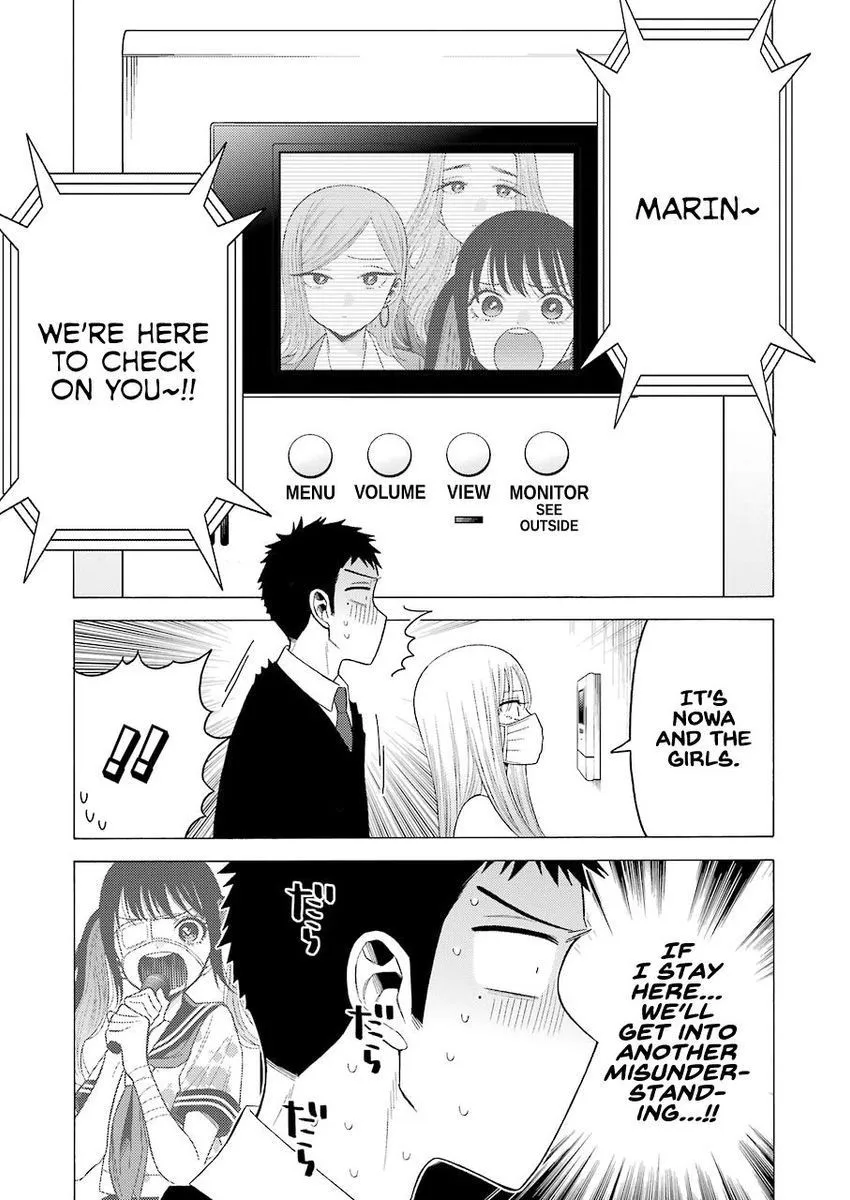 MARIN~
WE'RE HERE
TO CHECK
ON YOU~!!
MENU
VOLUME
VIEW
MONITOR
SEE
OUTSIDE
IT'S
NOWA
AND THE
GIRLS.
!!
IF
I STAY
HERE...
WE'LL
GET INTO
ANOTHER
MISUNDER-
STAND-
ING...!!
だら
だら
だら